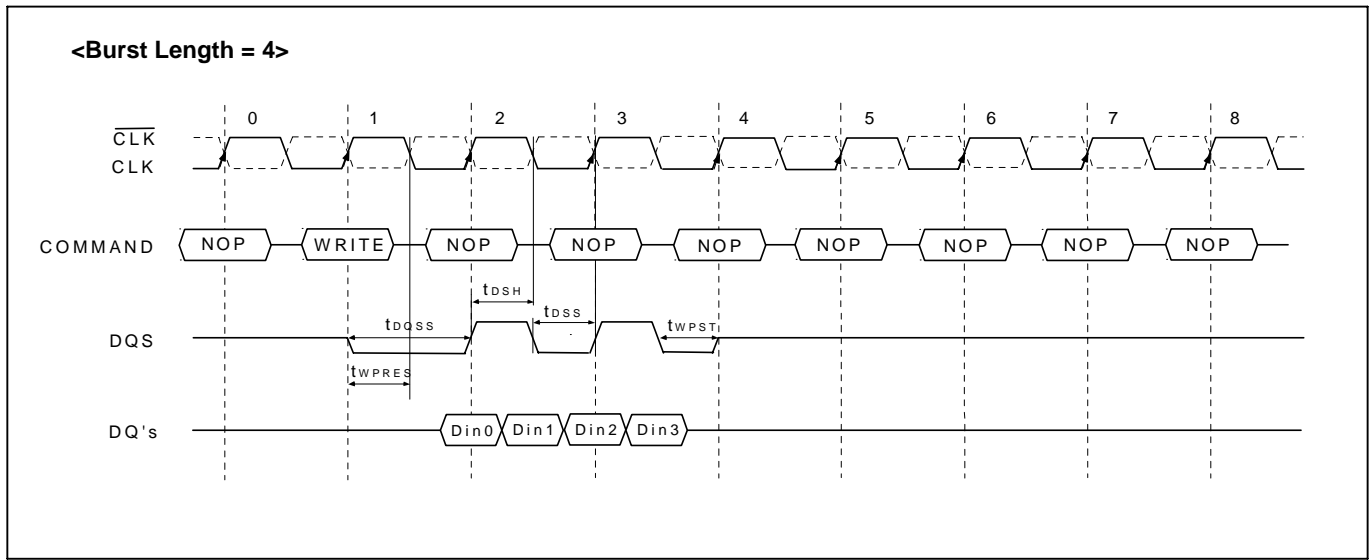 <Burst Length = 4>
0 1 2 3 4 5 6 7 8
CLK
CLK
COMMAND NOP WRITE NOP NOP NOP NOP NOP NOP NOP
tDSH
tDQSS tDSS tWPST
DQS
tWPRES
DQ's Din0 Din1 Din2 Din3